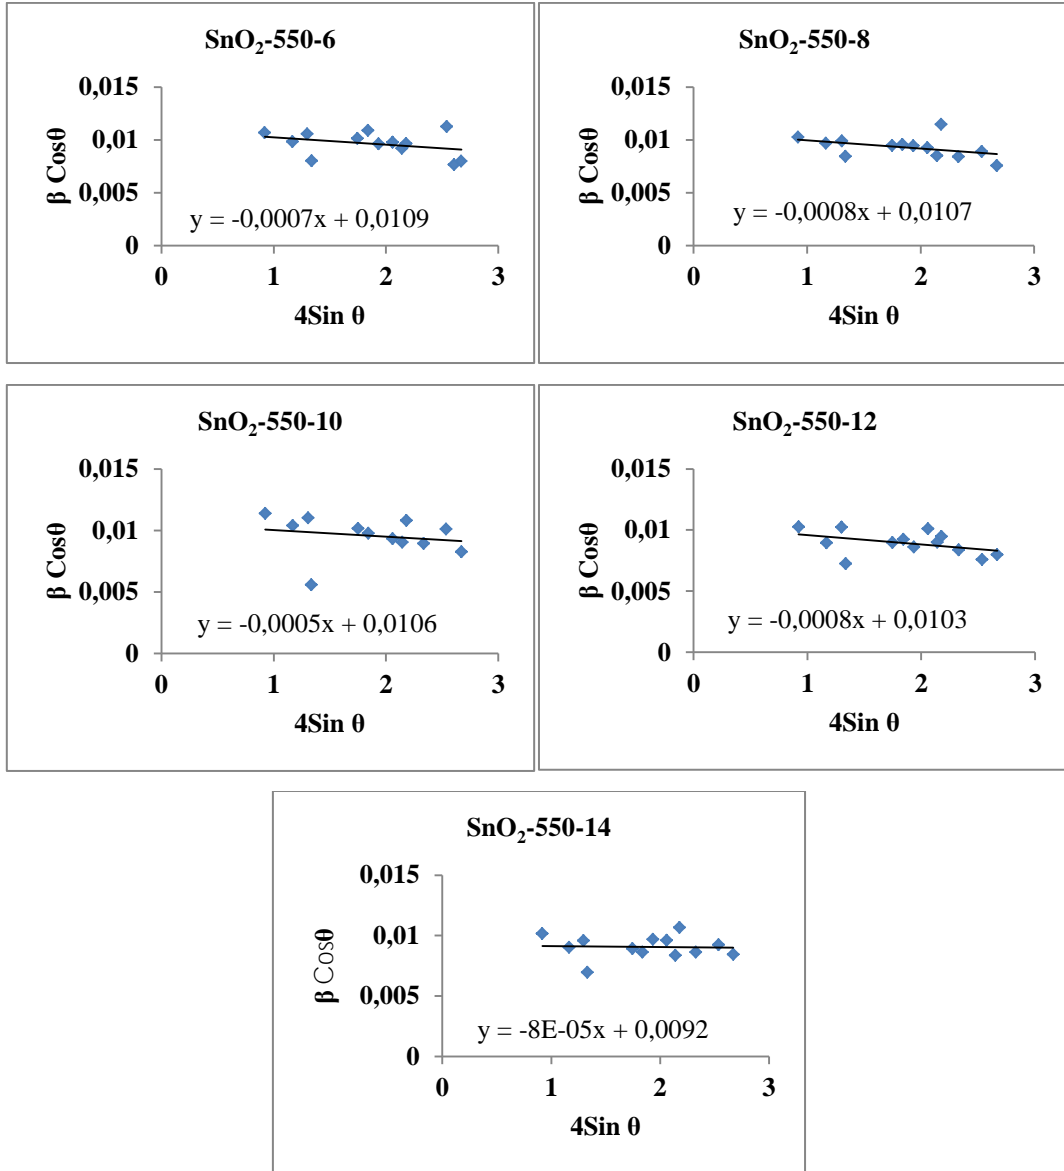 SnO₂-550-6
0,015
0,01
0,005
0
β Cosθ
y = -0,0007x + 0,0109
0 1 2 3
4Sin θ
SnO₂-550-8
0,015
0,01
0,005
0
β Cosθ
y = -0,0008x + 0,0107
0 1 2 3
4Sin θ
SnO₂-550-10
0,015
0,01
0,005
0
β Cosθ
y = -0,0005x + 0,0106
0 1 2 3
4Sin θ
SnO₂-550-12
0,015
0,01
0,005
0
β Cosθ
y = -0,0008x + 0,0103
0 1 2 3
4Sin θ
SnO₂-550-14
0,015
0,01
0,005
0
β Cosθ
y = -8E-05x + 0,0092
0 1 2 3
4Sin θ